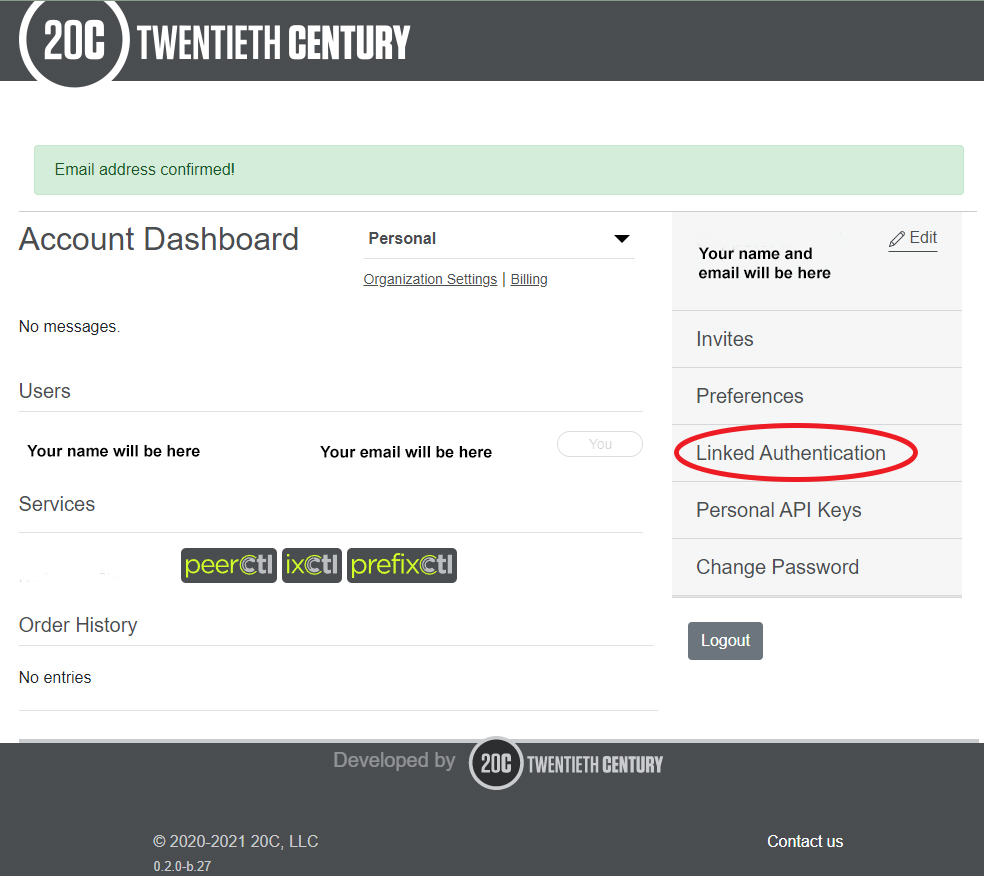 20C TWENTIETH CENTURY
Email address confirmed!
Account Dashboard
Personal
Organization Settings | Billing
Your name and
email will be here
Edit
No messages.
Invites
Preferences
Linked Authentication
Personal API Keys
Change Password
Logout
Users
Your name will be here
Your email will be here
You
Services
peerCtl ixCtl prefixCtl
Order History
No entries
Developed by 20C TWENTIETH CENTURY
© 2020-2021 20C, LLC
0.2.0-b.27
Contact us